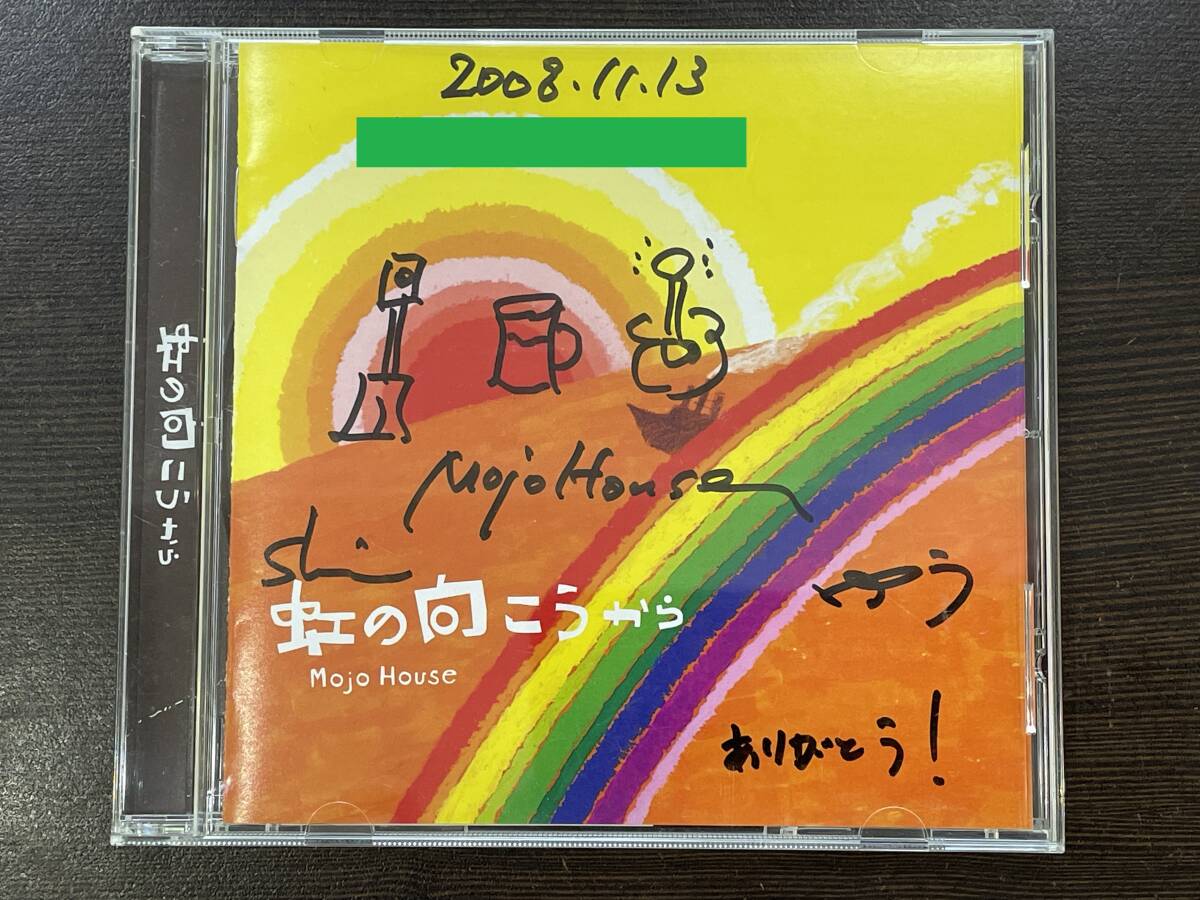 2008.11.13
Mojo House
Shi
虹の向こうから
Mojo House
ゆう
ありがとう!
虹の向こうから